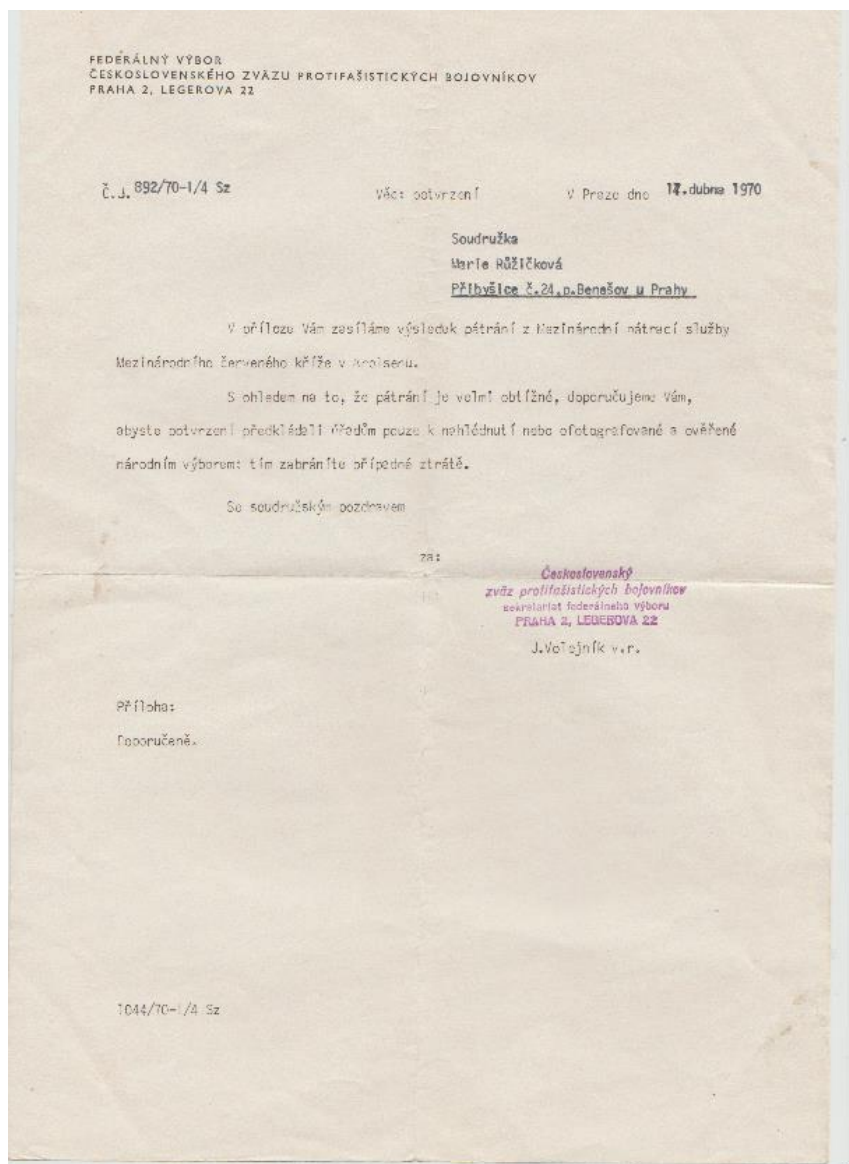 FEDERÁLNÝ VÝBOR
ČESKOSLOVENSKÉHO ZVÄZU PROTIFAŠISTICKÝCH BOJOVNÍKOV
PRAHA 2, LEGEROVA 22
Č.J. 892/70-1/4 Sz Věc: potvrzení V Praze dne 17.dubna 1970
Soudružka
Marie Růžičková
Přibyšice č.24,p.Benešov u Prahy
V příloze Vám zasíláme výsledek pátrání z Mezinárodní pátrací služby
Mezinárodního červeného kříže v Arolsenu.
S ohledem na to, že pátrání je velmi obtížné, doporučujeme Vám,
abyste potvrzení předkládali úřadům pouze k nahlédnutí nebo ofotografované a ověřené
národním výborem: tím zabráníte případné ztrátě.
Se soudružským pozdravem
za:
Československý
zväz protifašistických bojovníkov
sekretariát federálneho výboru
PRAHA 2, LEGEROVA 22
J.Volejník v.r.
Příloha:
Doporučeně.
1044/70-1/4 Sz